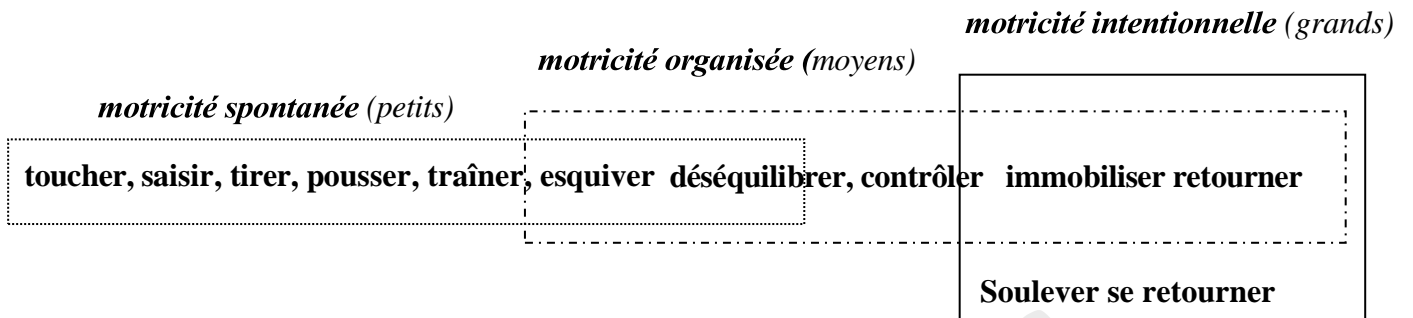 motricité intentionnelle (grands)
motricité organisée (moyens)
motricité spontanée (petits)
toucher, saisir, tirer, pousser, traîner, esquiver déséquilibrer, contrôler immobiliser retourner
Soulever se retourner